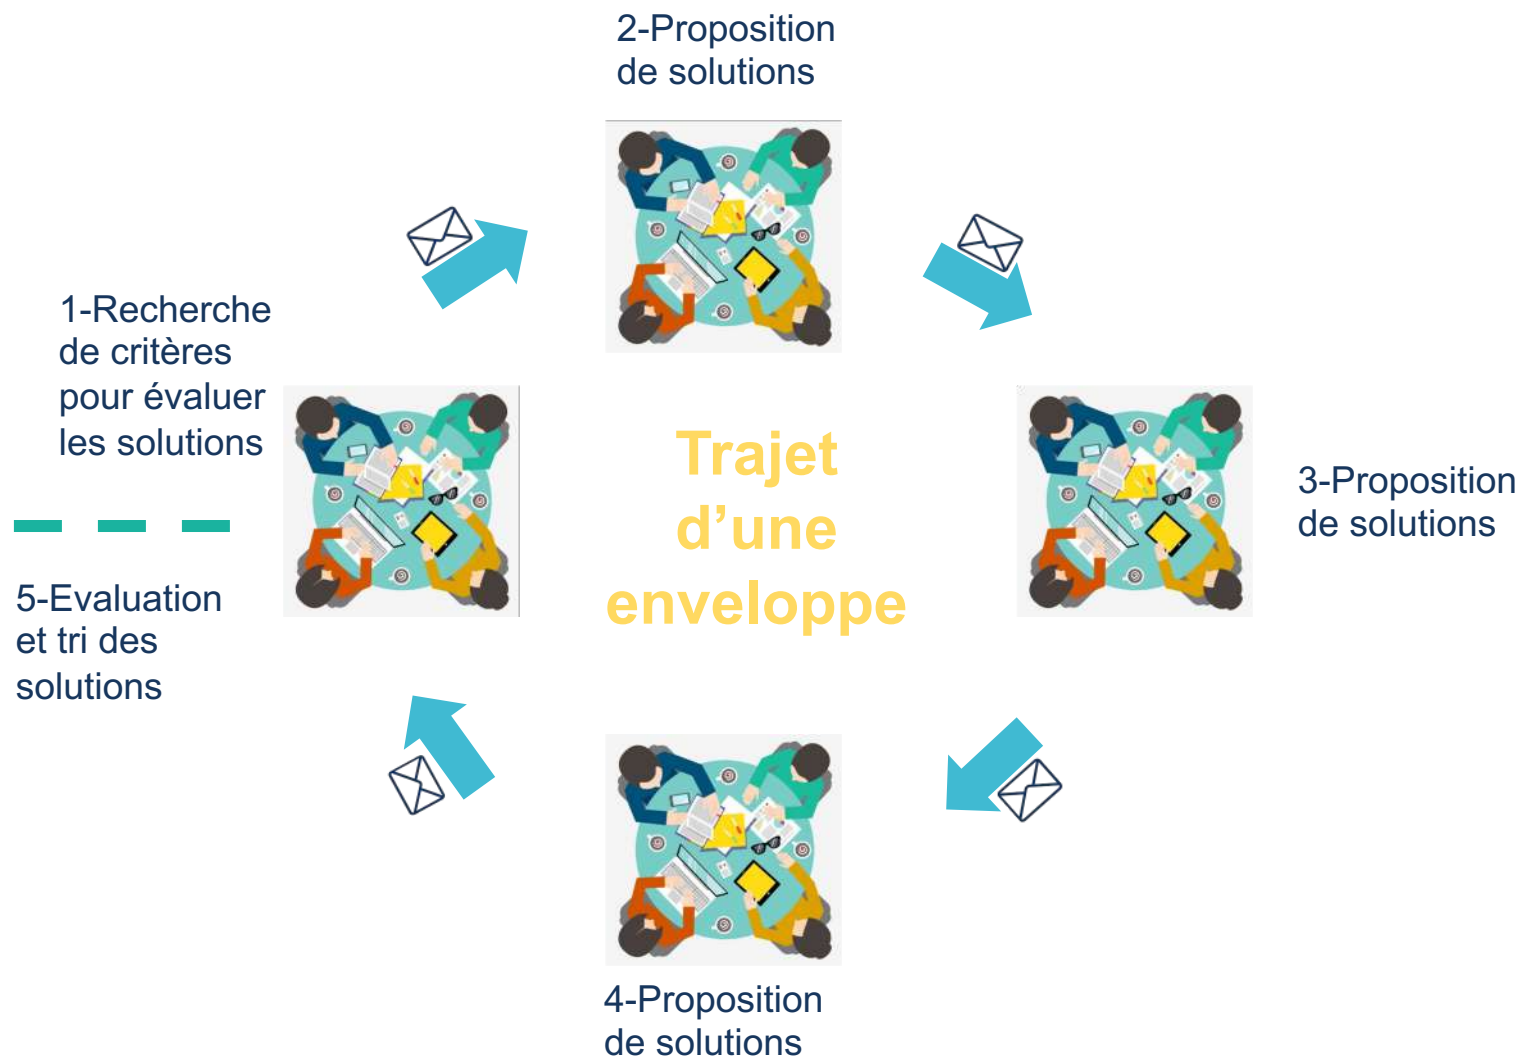 2-Proposition
de solutions
1-Recherche
de critères
pour évaluer
les solutions
Trajet
d’une
enveloppe
3-Proposition
de solutions
5-Evaluation
et tri des
solutions
4-Proposition
de solutions